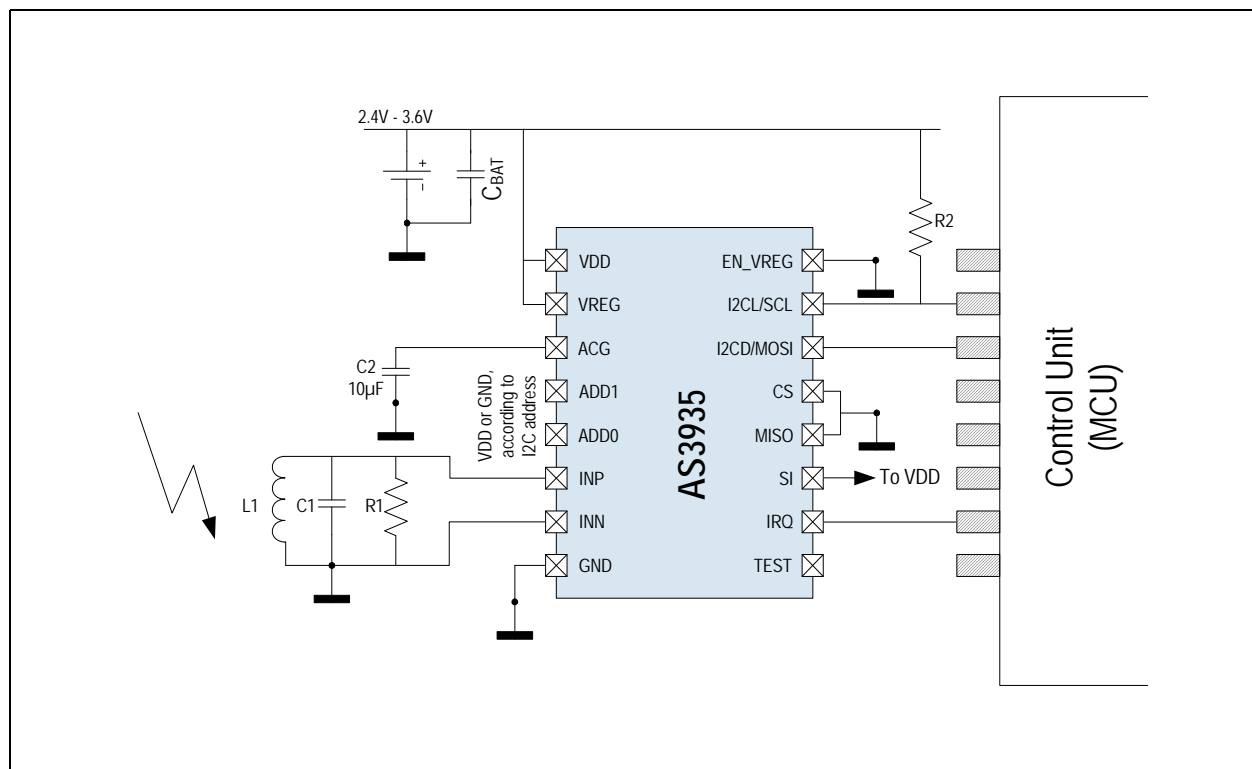 2.4V - 3.6V
+
–
CBAT
R2
VDD
VREG
ACG
ADD1
ADD0
INP
INN
GND
EN_VREG
I2CL/SCL
I2CD/MOSI
CS
MISO
SI
IRQ
TEST
AS3935
C2
10µF
VDD or GND,
according to
I2C address
L1
C1
R1
To VDD
Control Unit
(MCU)